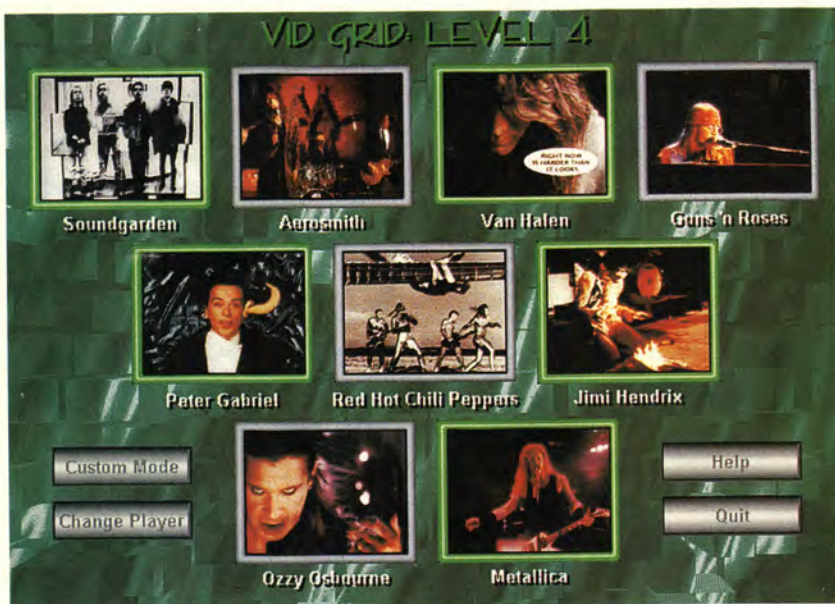 VID GRID: LEVEL 4
RIGHT NOW
IS HARDER THAN
IT LOOKS
Soundgarden
Aerosmith
Van Halen
Guns 'n Roses
Peter Gabriel
Red Hot Chili Peppers
Jimi Hendrix
Custom Mode
Change Player
Ozzy Osbourne
Metallica
Help
Quit